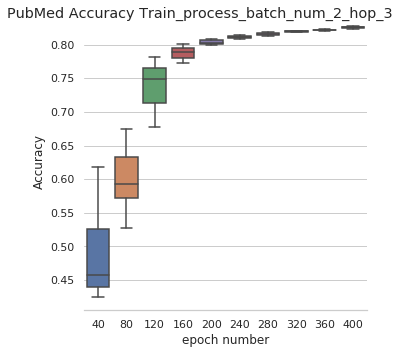 PubMed Accuracy Train_process_batch_num_2_hop_3
0.80
0.75
0.70
0.65
0.60
0.55
0.50
0.45
Accuracy
40 80 120 160 200 240 280 320 360 400
epoch number